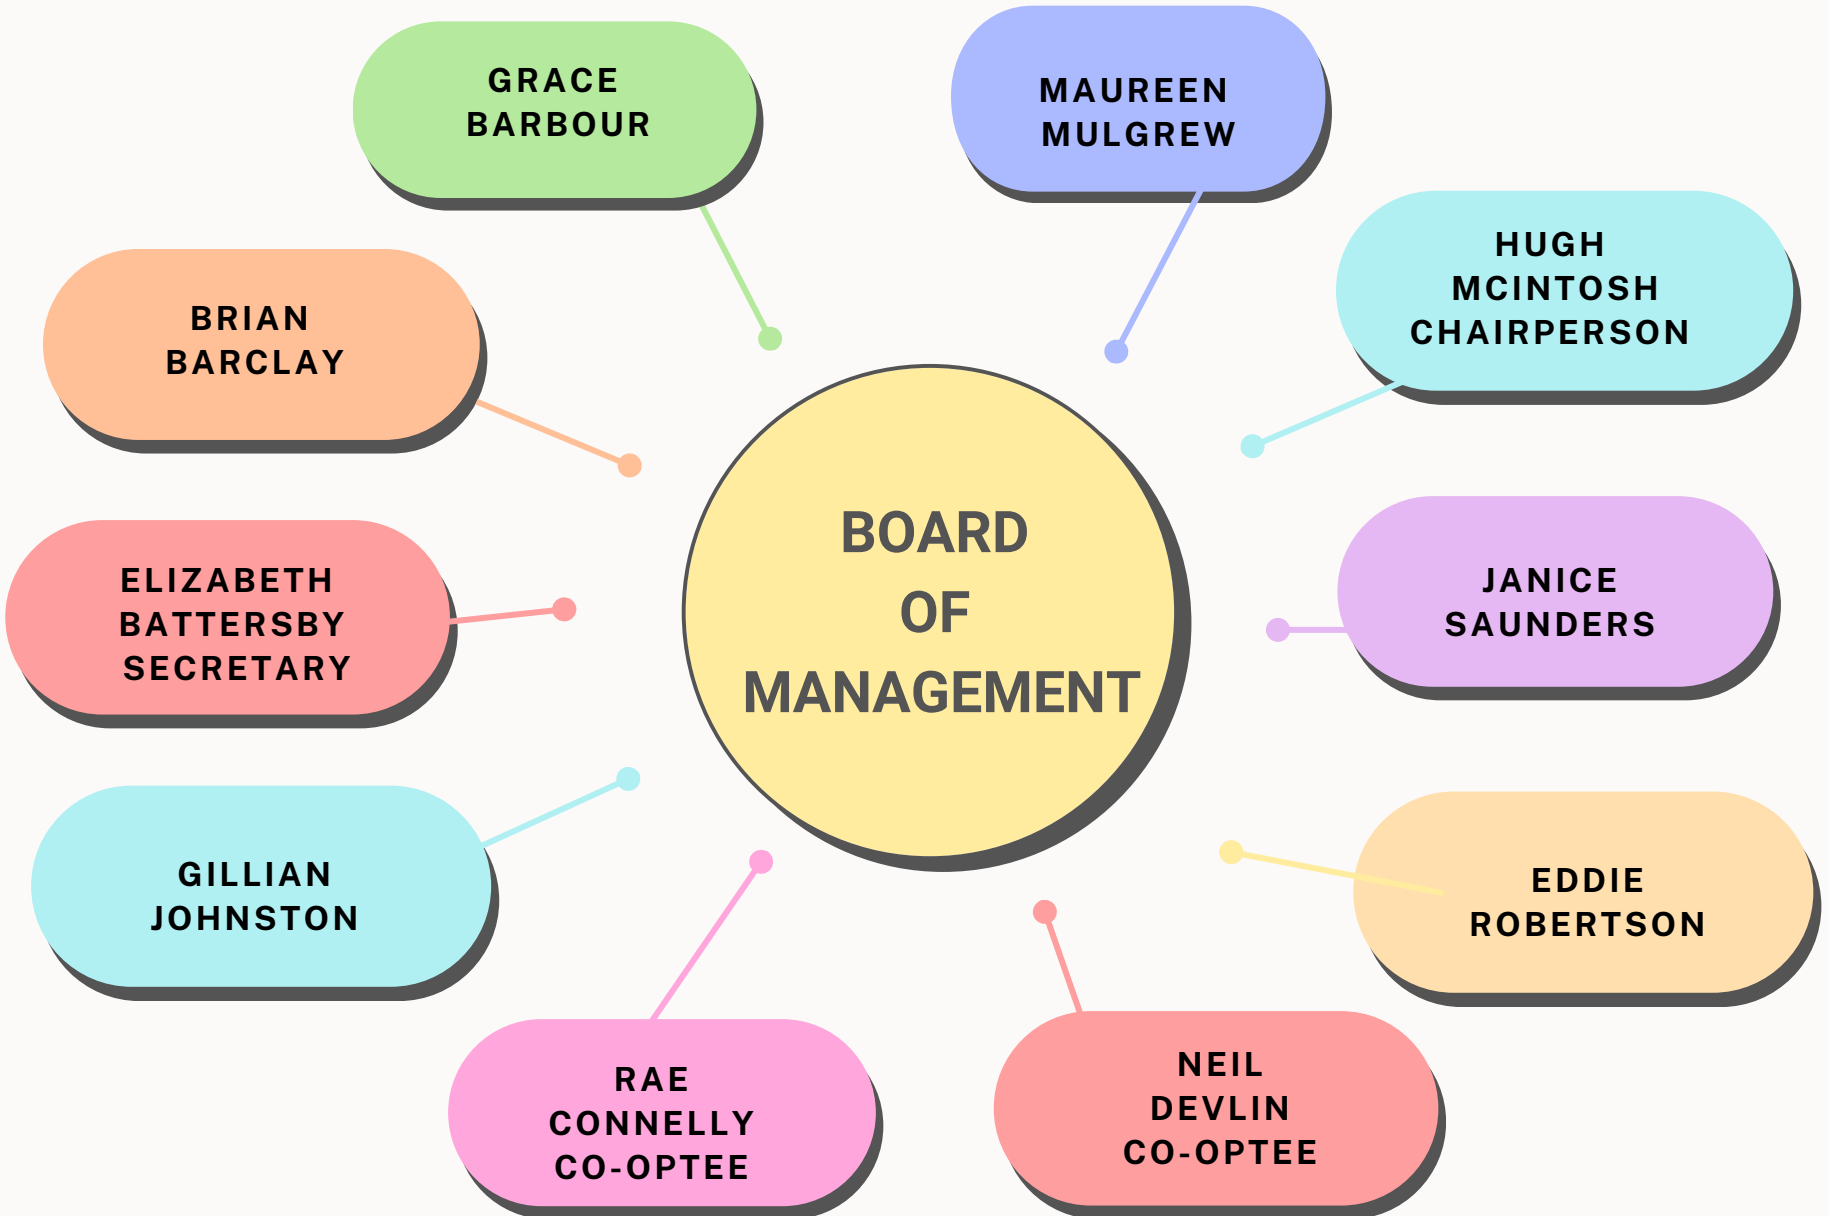 GRACE
BARBOUR
MAUREEN
MULGREW
HUGH
MCINTOSH
CHAIRPERSON
BRIAN
BARCLAY
BOARD
OF
MANAGEMENT
ELIZABETH
BATTERSBY
SECRETARY
JANICE
SAUNDERS
GILLIAN
JOHNSTON
EDDIE
ROBERTSON
RAE
CONNELLY
CO-OPTEE
NEIL
DEVLIN
CO-OPTEE